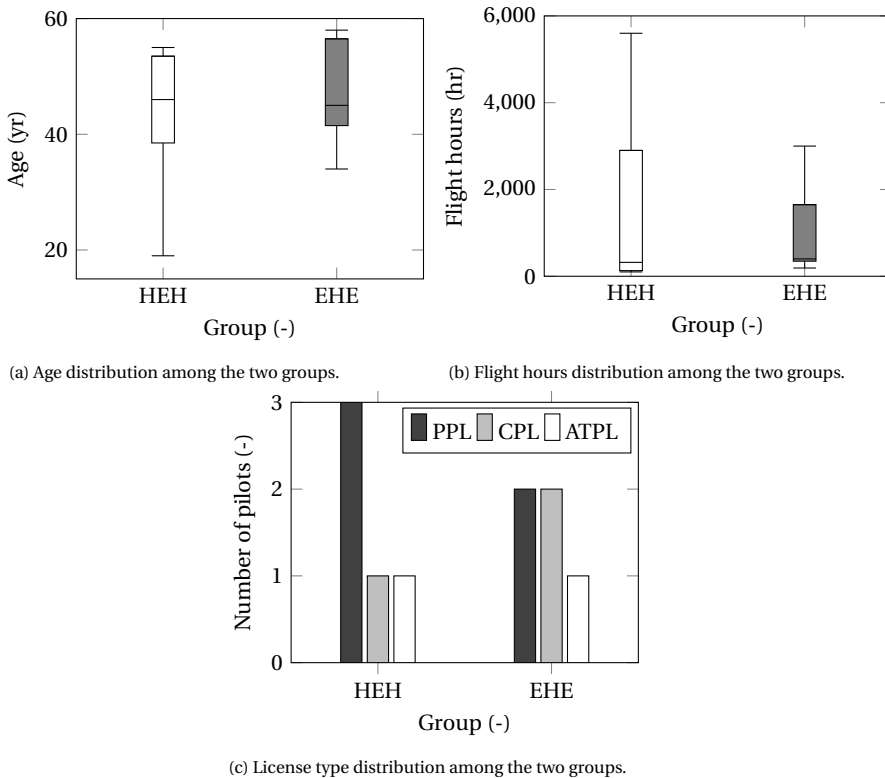 60
40
20
Age (yr)
HEH
EHE
Group (-)
6,000
4,000
2,000
0
Flight hours (hr)
HEH
EHE
Group (-)
(a) Age distribution among the two groups.
(b) Flight hours distribution among the two groups.
3
2
1
0
Number of pilots (-)
PPL CPL ATPL
HEH
EHE
Group (-)
(c) License type distribution among the two groups.